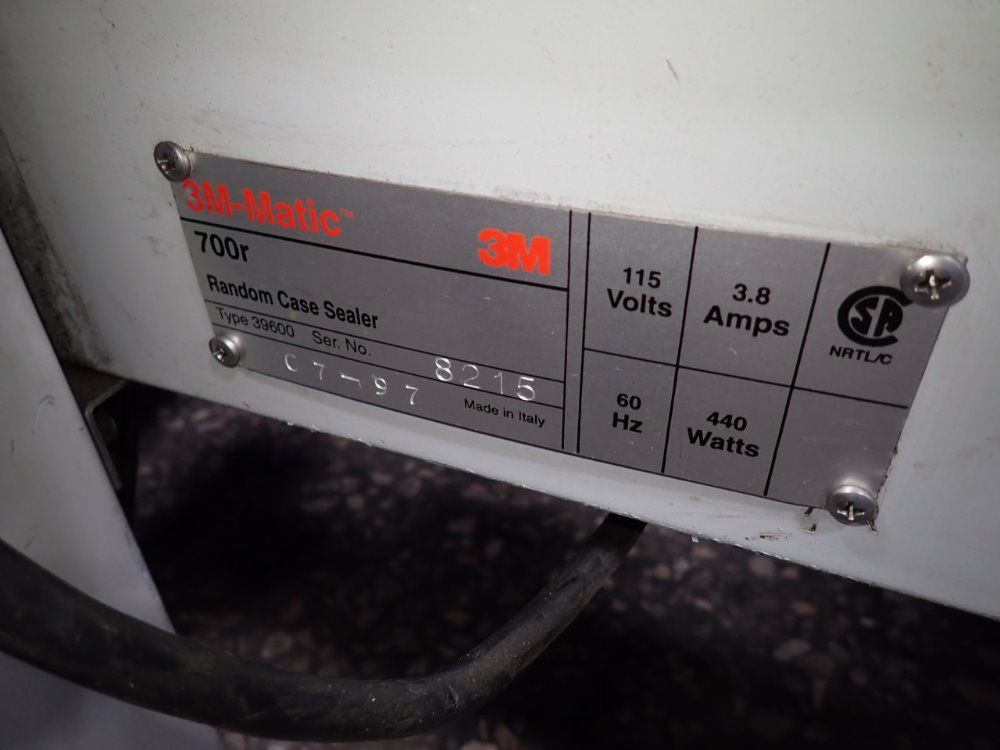 3M-Matic™
3M
700r
Random Case Sealer
Type 39600 Ser. No. 8215
C7-97
Made in Italy
115 Volts
3.8 Amps
60 Hz
440 Watts
NRTL/C